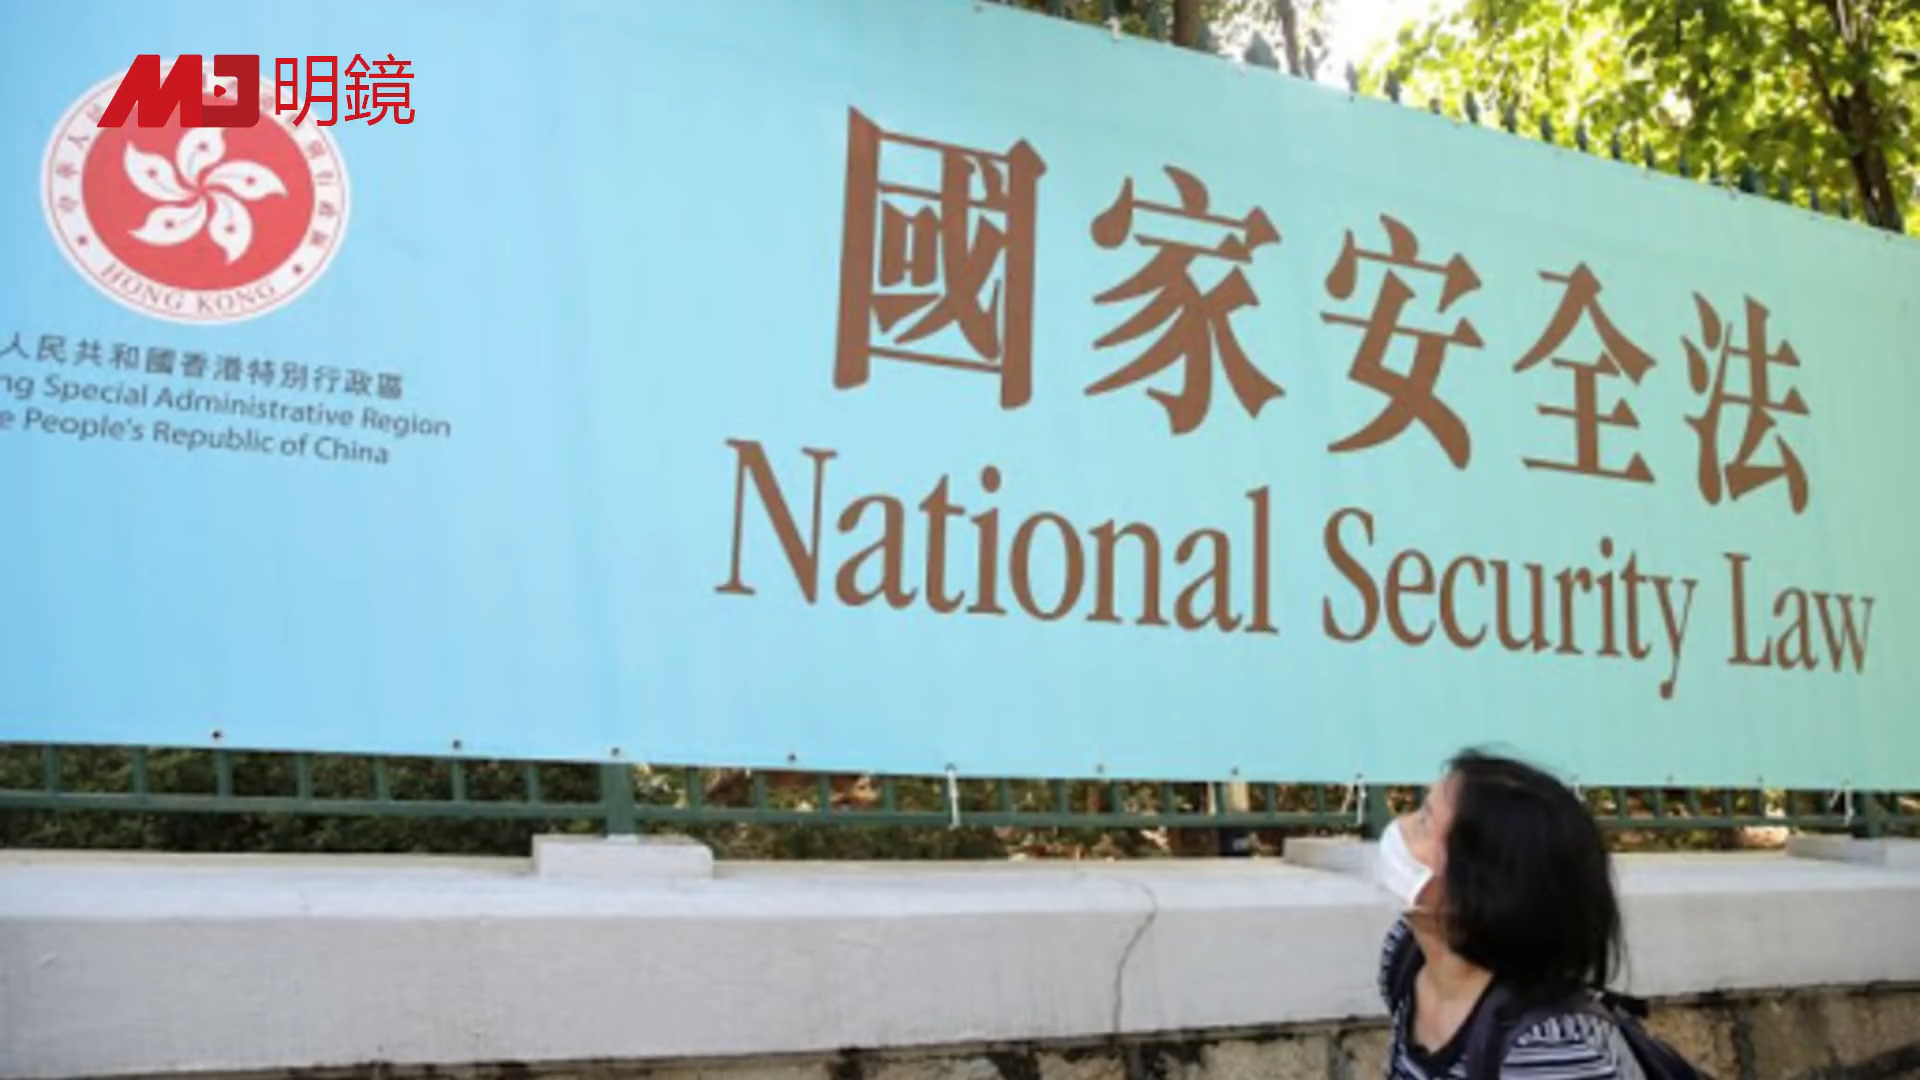 明鏡
HONG KONG
人民共和國香港特別行政區
ng Special Administrative Region
e People's Republic of China
國家安全法
National Security Law